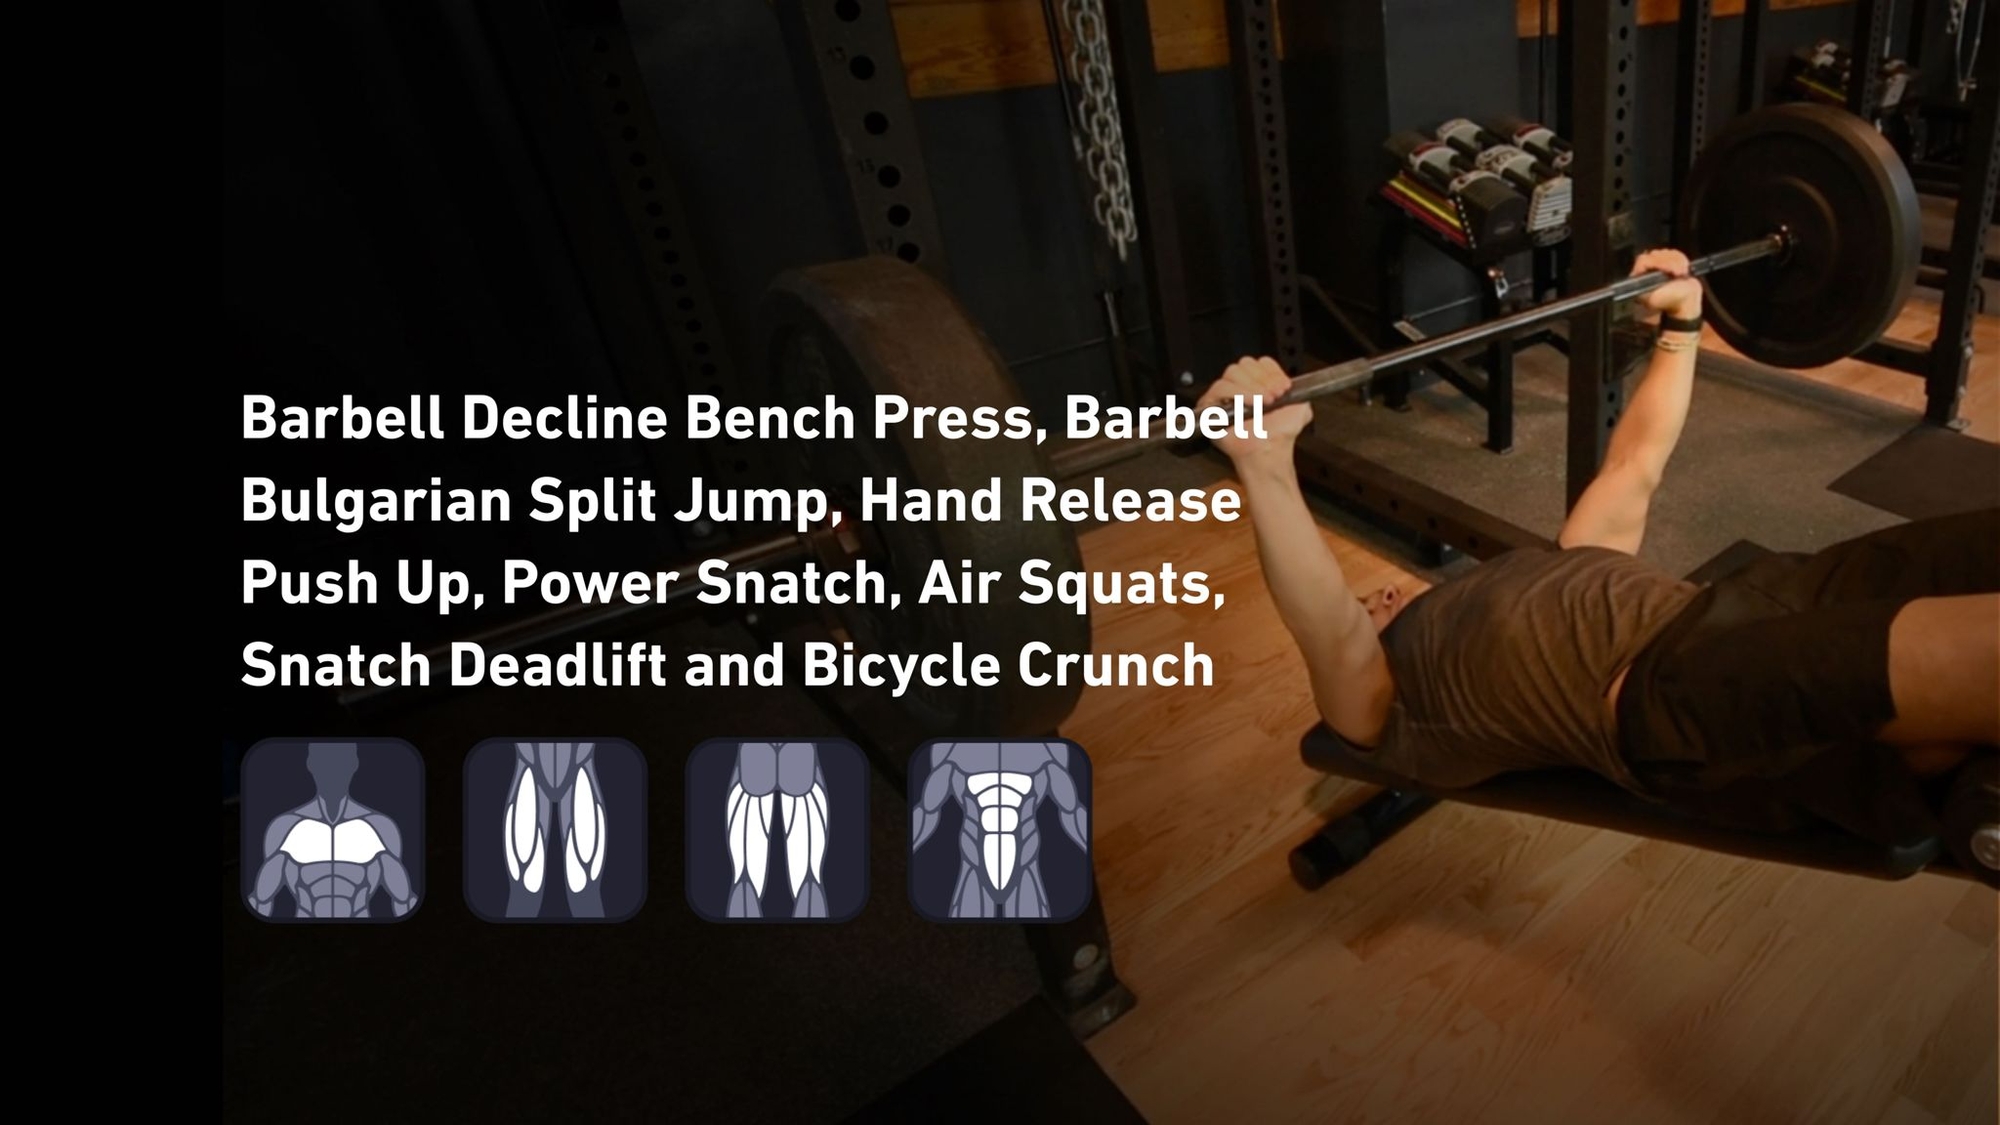 Barbell Decline Bench Press, Barbell
Bulgarian Split Jump, Hand Release
Push Up, Power Snatch, Air Squats,
Snatch Deadlift and Bicycle Crunch